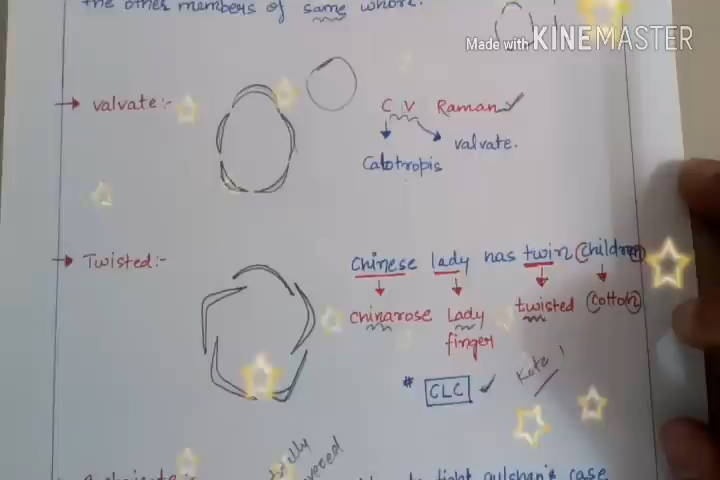 the other members of same whorl.
Made with KINEMASTER
→ valvate:-
C V Raman ✓
Calotropis
valvate.
→ Twisted:-
chinese lady has twin children
chinarose Lady finger twisted cotton
# CLC ✓